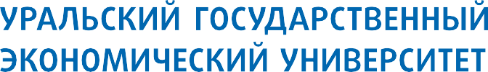 УРАЛЬСКИЙ ГОСУДАРСТВЕННЫЙ
ЭКОНОМИЧЕСКИЙ УНИВЕРСИТЕТ